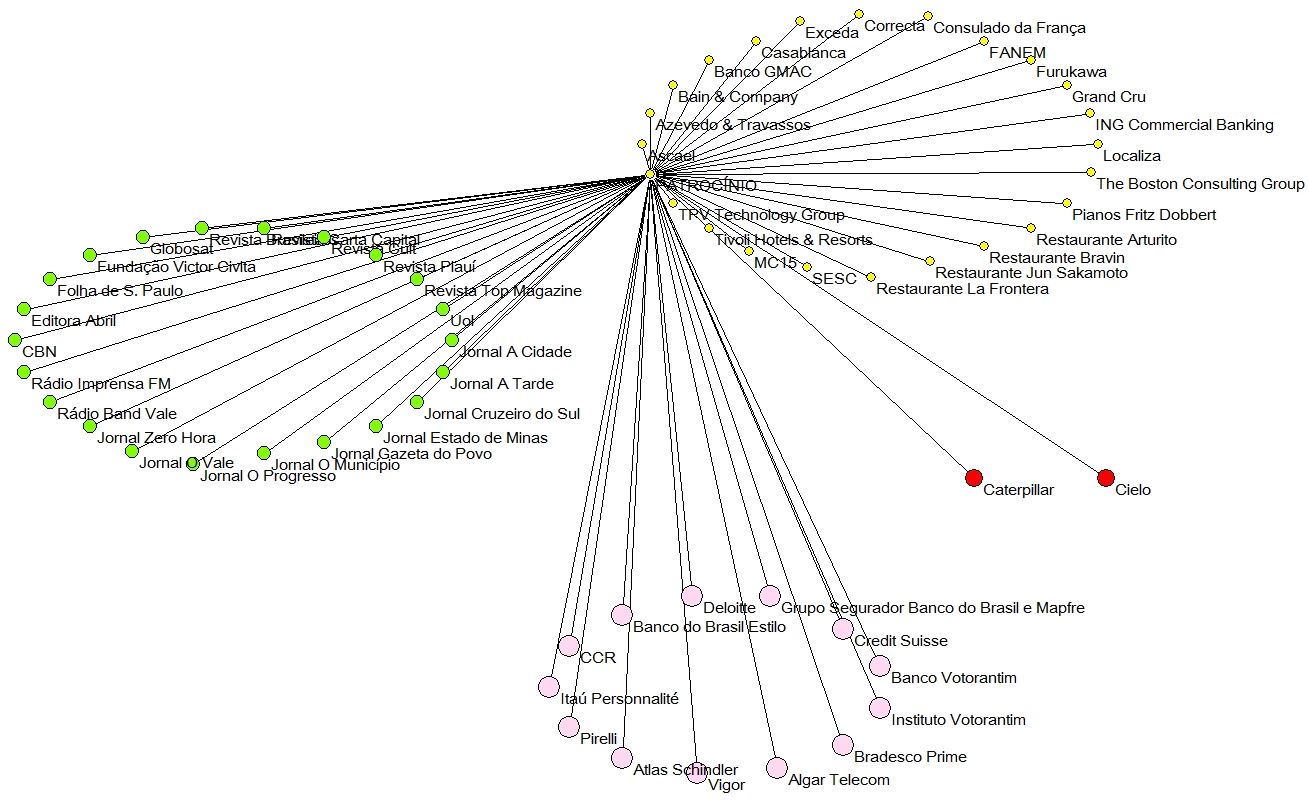 Correcta
Consulado da França
Exceda
FANEM
Casablanca
Furukawa
Banco GMAC
Grand Cru
Bain & Company
ING Commercial Banking
Azevedo & Travassos
Localiza
Ascael
The Boston Consulting Group
PATROCÍNIO
Pianos Fritz Dobbert
TRV Technology Group
Restaurante Arturito
Tivoli Hotels & Resorts
Restaurante Bravin
MC15
Restaurante Jun Sakamoto
SESC
Restaurante La Frontera
Revista
Revista Carta Capital
Revista Cult
Globosat
Revista Piauí
Fundação Victor Civita
Folha de S. Paulo
Revista Top Magazine
Editora Abril
Uol
CBN
Jornal A Cidade
Rádio Imprensa FM
Jornal A Tarde
Rádio Band Vale
Jornal Cruzeiro do Sul
Jornal Zero Hora
Jornal Estado de Minas
Jornal O Vale
Jornal Gazeta do Povo
Jornal O Município
Jornal O Progresso
Caterpillar
Cielo
Deloitte
Grupo Segurador Banco do Brasil e Mapfre
Banco do Brasil Estilo
Credit Suisse
CCR
Banco Votorantim
Itaú Personnalité
Instituto Votorantim
Pirelli
Bradesco Prime
Atlas Schindler
Algar Telecom
Vigor